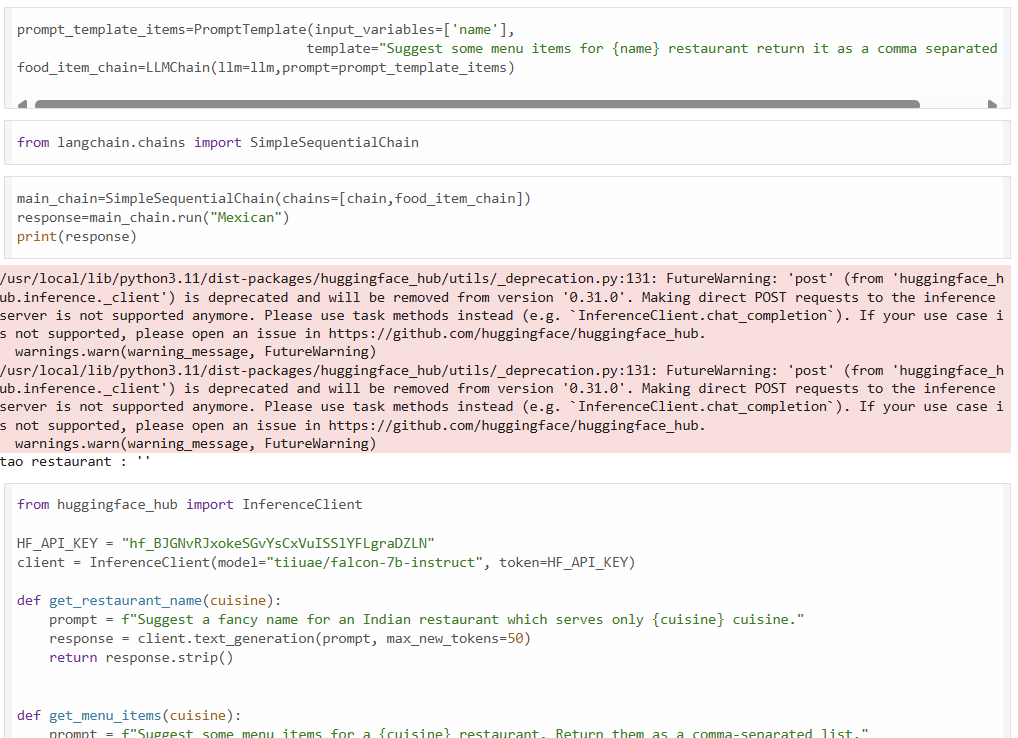 prompt_template_items=PromptTemplate(input_variables=['name'],
template="Suggest some menu items for {name} restaurant return it as a comma separated
food_item_chain=LLMChain(llm=llm,prompt=prompt_template_items)
from langchain.chains import SimpleSequentialChain
main_chain=SimpleSequentialChain(chains=[chain,food_item_chain])
response=main_chain.run("Mexican")
print(response)
/usr/local/lib/python3.11/dist-packages/huggingface_hub/utils/_deprecation.py:131: FutureWarning: 'post' (from 'huggingface_h
ub.inference._client') is deprecated and will be removed from version '0.31.0'. Making direct POST requests to the inference
server is not supported anymore. Please use task methods instead (e.g. `InferenceClient.chat_completion`). If your use case i
s not supported, please open an issue in https://github.com/huggingface/huggingface_hub.
warnings.warn(warning_message, FutureWarning)
/usr/local/lib/python3.11/dist-packages/huggingface_hub/utils/_deprecation.py:131: FutureWarning: 'post' (from 'huggingface_h
ub.inference._client') is deprecated and will be removed from version '0.31.0'. Making direct POST requests to the inference
server is not supported anymore. Please use task methods instead (e.g. `InferenceClient.chat_completion`). If your use case i
s not supported, please open an issue in https://github.com/huggingface/huggingface_hub.
warnings.warn(warning_message, FutureWarning)
tao restaurant : ''
from huggingface_hub import InferenceClient
HF_API_KEY = "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"
client = InferenceClient(model="tiiuae/falcon-7b-instruct", token=HF_API_KEY)
def get_restaurant_name(cuisine):
prompt = f"Suggest a fancy name for an Indian restaurant which serves only {cuisine} cuisine."
response = client.text_generation(prompt, max_new_tokens=50)
return response.strip()
def get_menu_items(cuisine):
prompt = f"Suggest some menu items for a {cuisine} restaurant. Return them as a comma-separated list."